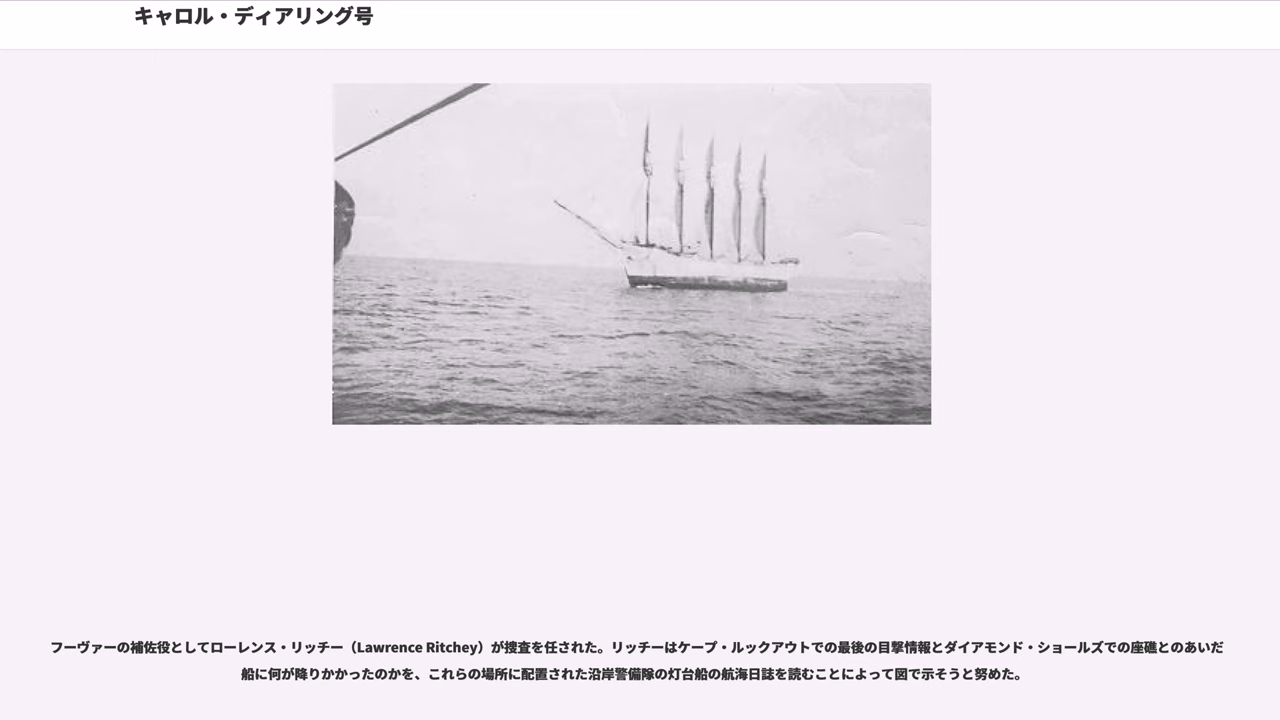 キャロル・ディアリング号
フーヴァーの補佐役としてローレンス・リッチー（Lawrence Ritchey）が捜査を任された。リッチーはケープ・ルックアウトでの最後の目撃情報とダイアモンド・ショールズでの座礁とのあいだ
船に何が降りかかったのかを、これらの場所に配置された沿岸警備隊の灯台船の航海日誌を読むことによって図で示そうと努めた。